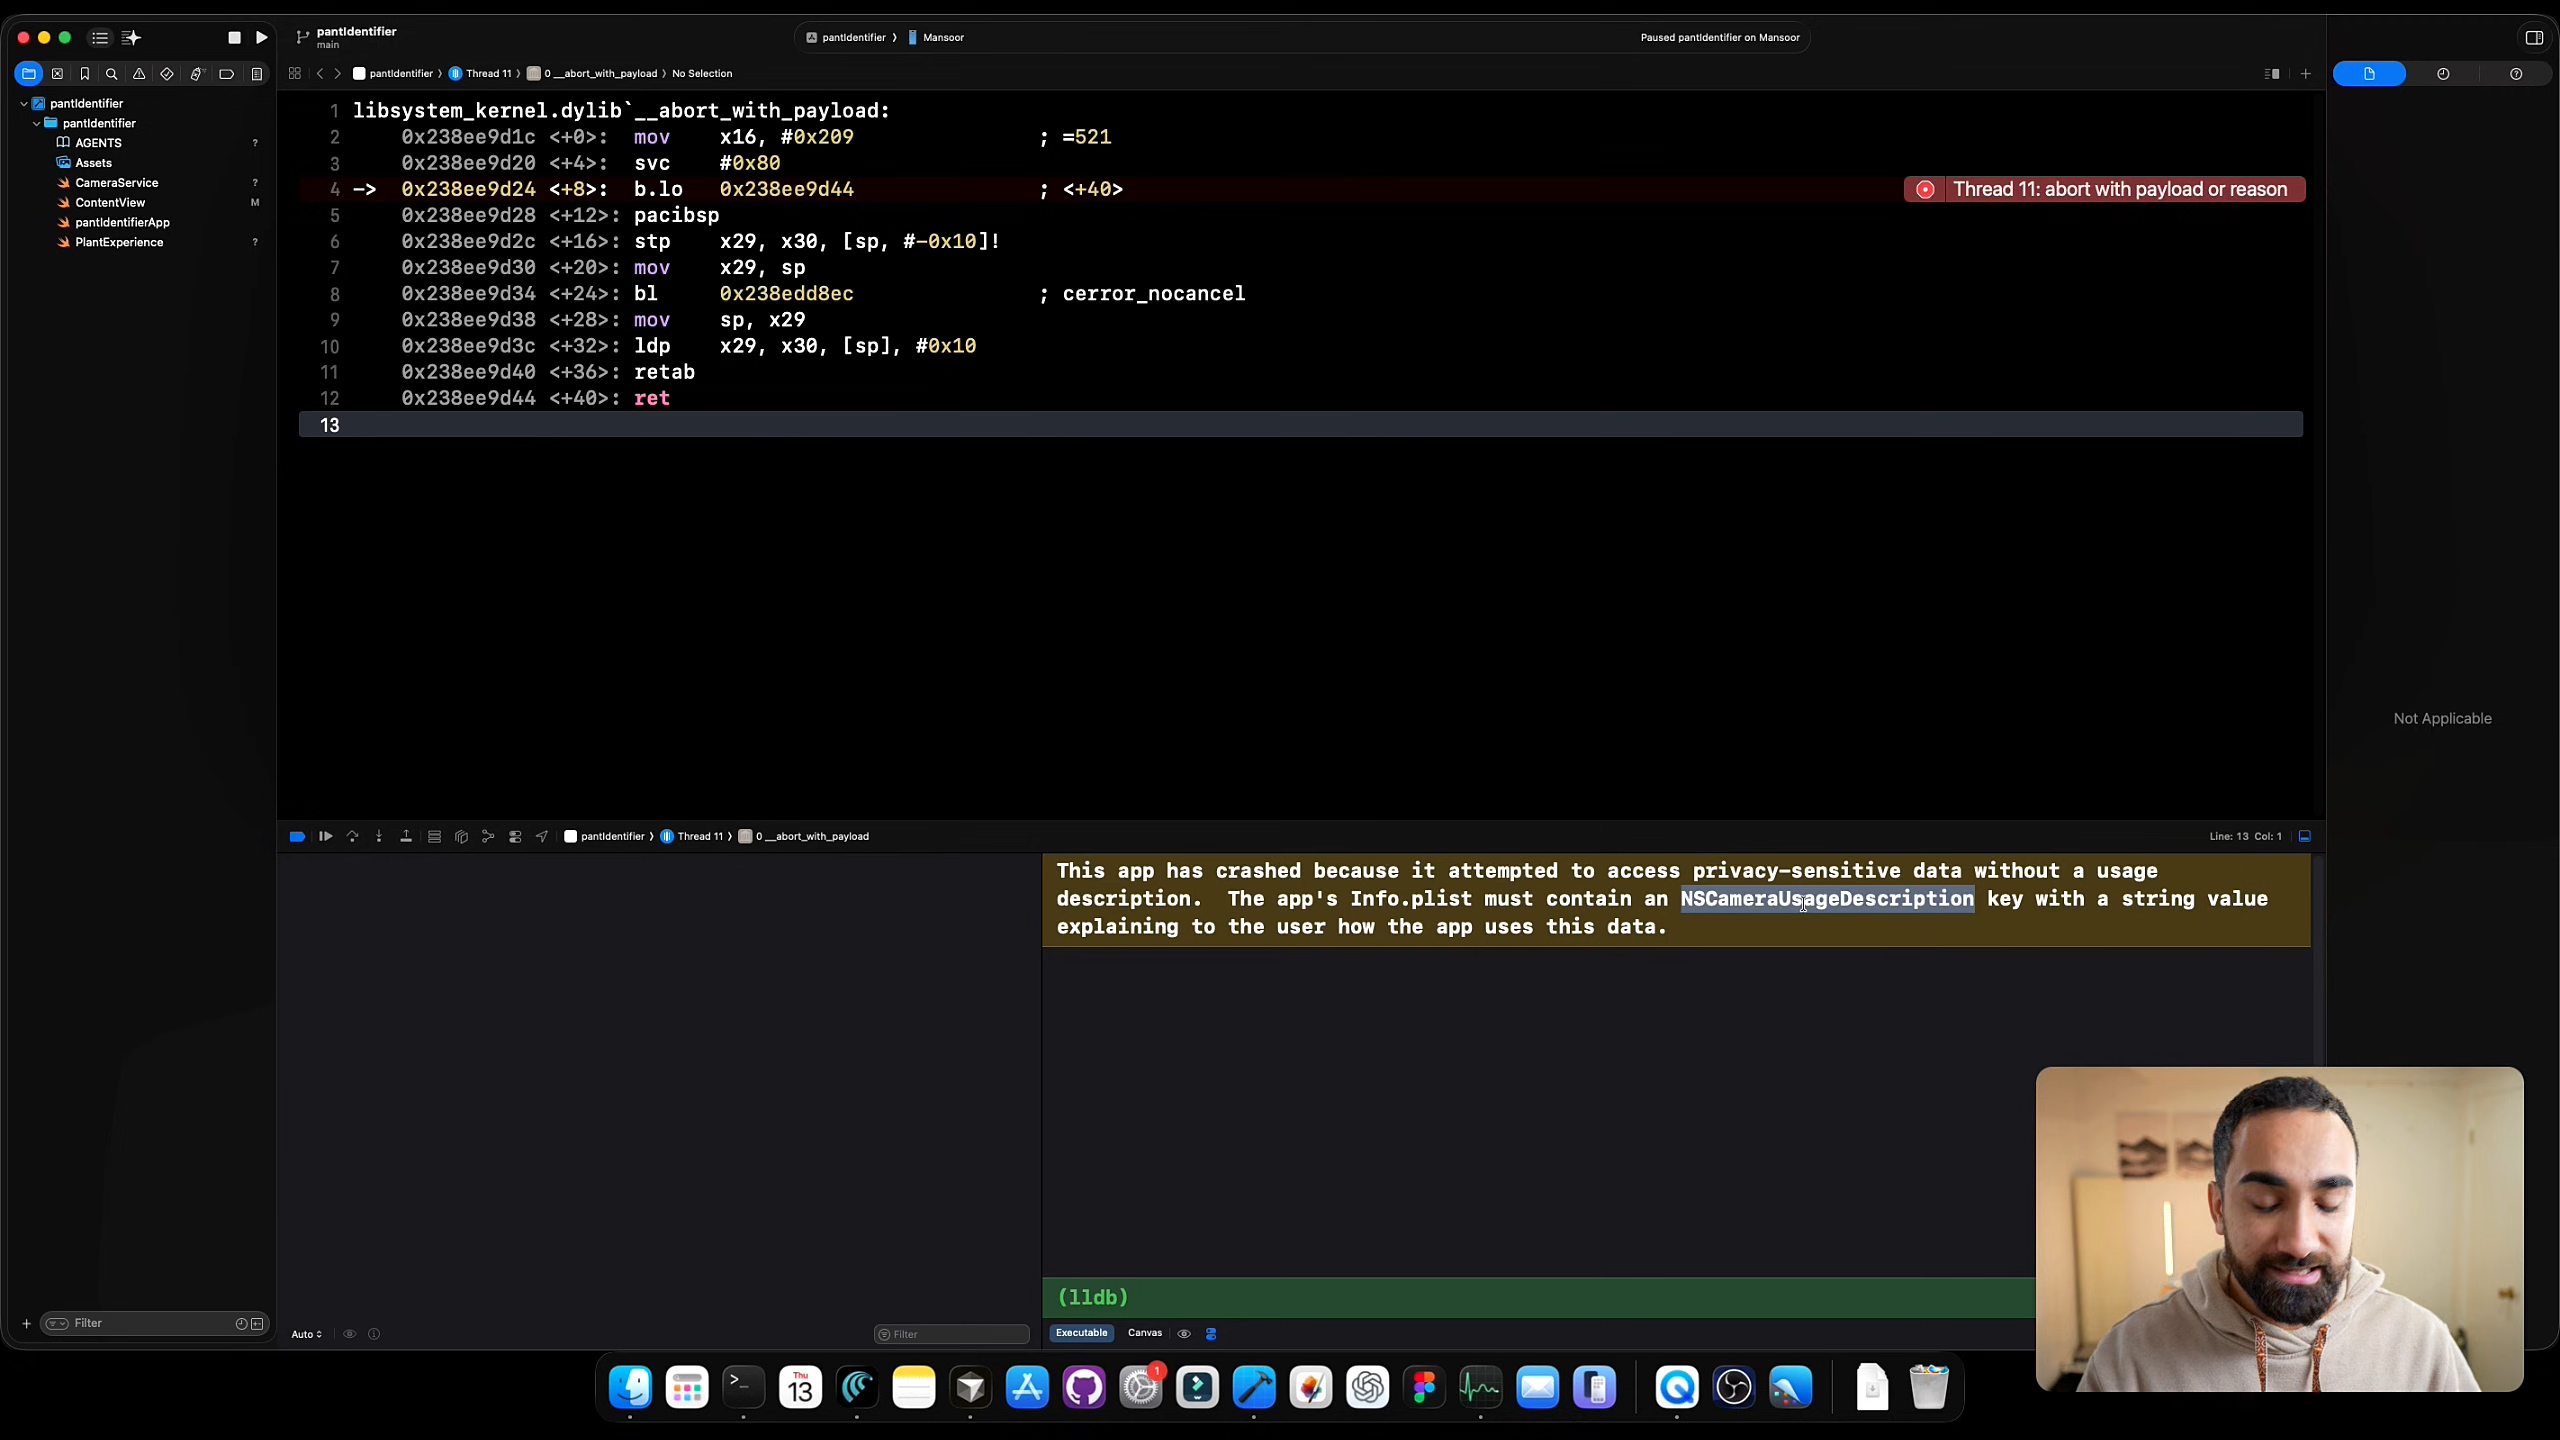 pantIdentifier
main
pantIdentifier 〉 Mansoor
Paused pantIdentifier on Mansoor
pantIdentifier 〉 Thread 11 〉 0 __abort_with_payload 〉 No Selection
pantIdentifier
pantIdentifier
AGENTS ?
Assets
CameraService ?
ContentView M
pantIdentifierApp
PlantExperience ?
1 libsystem_kernel.dylib`__abort_with_payload:
2 0x238ee9d1c <+0>: mov x16, #0x209 ; =521
3 0x238ee9d20 <+4>: svc #0x80
4 -> 0x238ee9d24 <+8>: b.lo 0x238ee9d44 ; <+40>
Thread 11: abort with payload or reason
5 0x238ee9d28 <+12>: pacibsp
6 0x238ee9d2c <+16>: stp x29, x30, [sp, #-0x10]!
7 0x238ee9d30 <+20>: mov x29, sp
8 0x238ee9d34 <+24>: bl 0x238edd8ec ; cerror_nocancel
9 0x238ee9d38 <+28>: mov sp, x29
10 0x238ee9d3c <+32>: ldp x29, x30, [sp], #0x10
11 0x238ee9d40 <+36>: retab
12 0x238ee9d44 <+40>: ret
13
Not Applicable
pantIdentifier 〉 Thread 11 〉 0 __abort_with_payload
Line: 13 Col: 1
This app has crashed because it attempted to access privacy-sensitive data without a usage
description. The app's Info.plist must contain an NSCameraUsageDescription key with a string value
explaining to the user how the app uses this data.
(lldb)
Filter
Auto
Filter
Executable Canvas
Thu
13
1